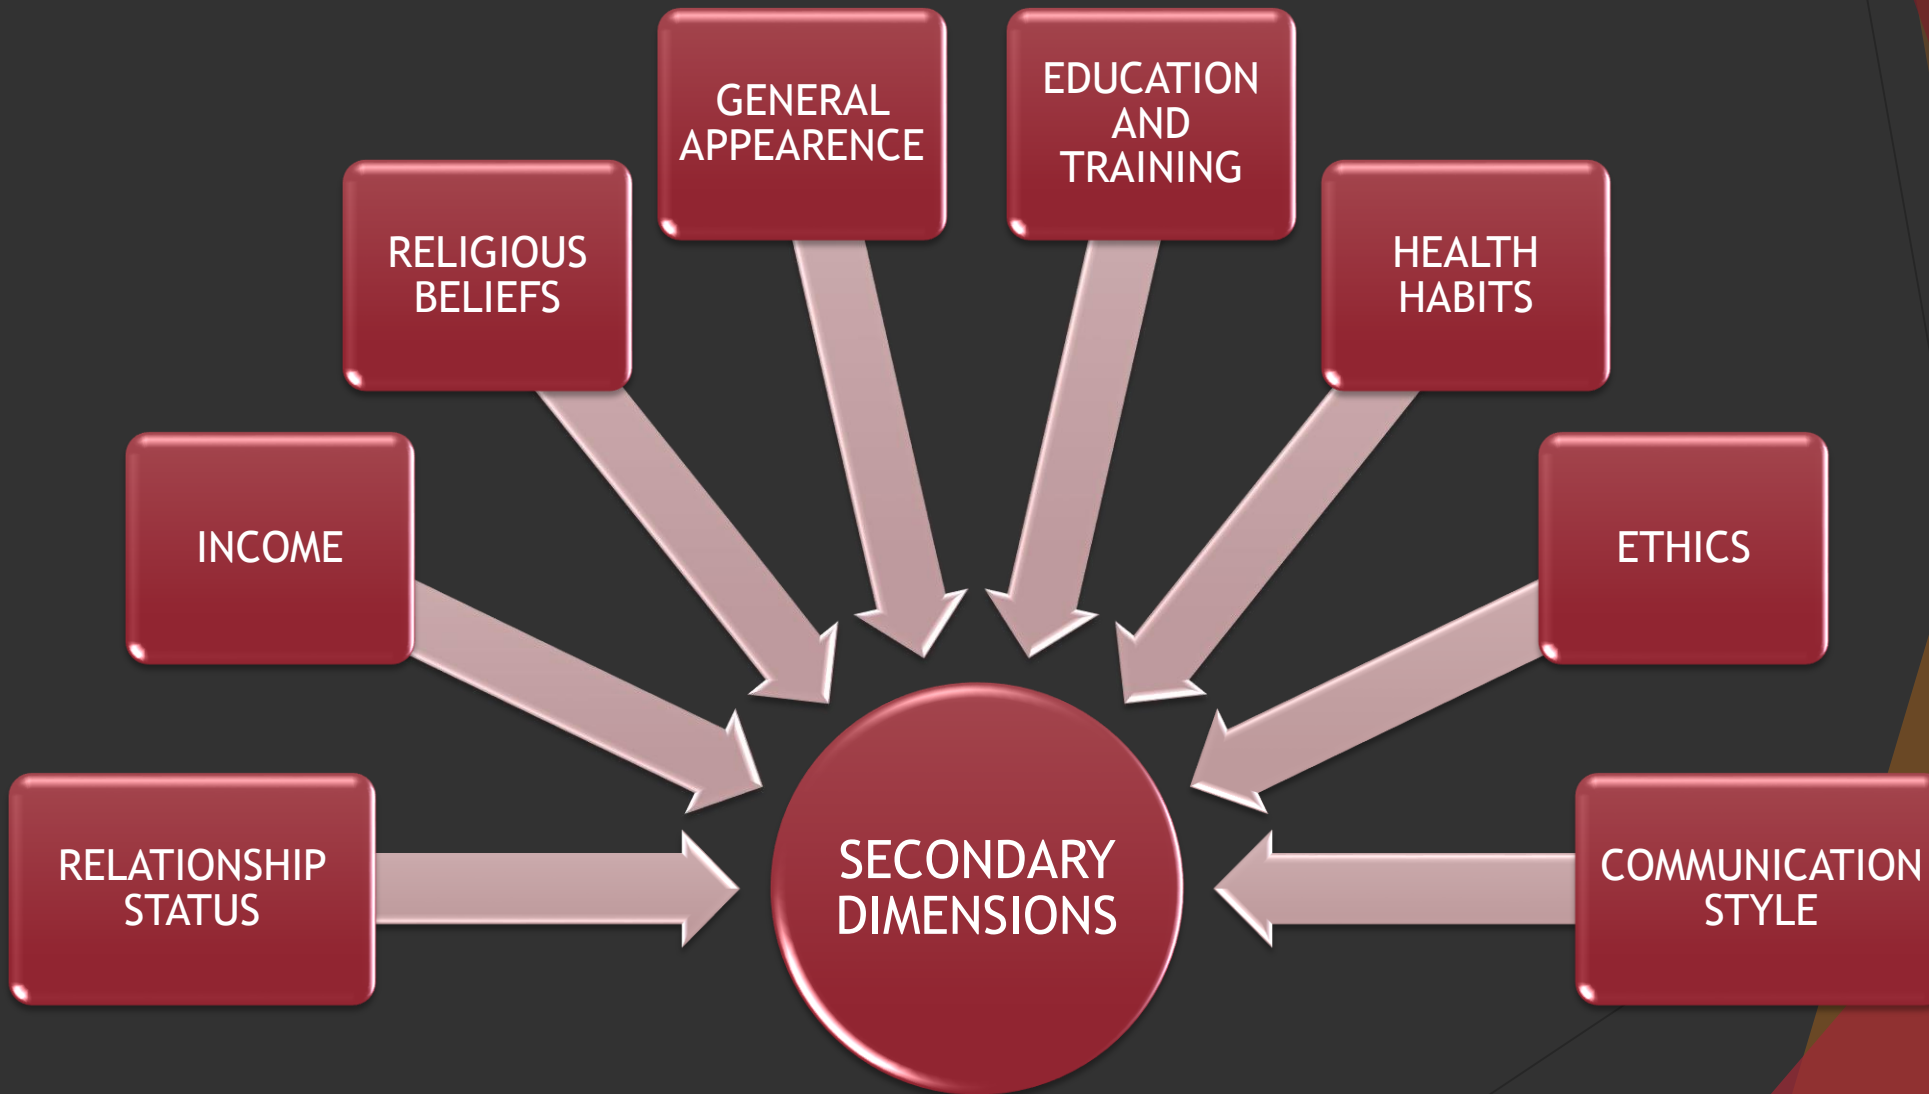 GENERAL
APPEARENCE
EDUCATION
AND
TRAINING
RELIGIOUS
BELIEFS
HEALTH
HABITS
INCOME
ETHICS
RELATIONSHIP
STATUS
SECONDARY
DIMENSIONS
COMMUNICATION
STYLE